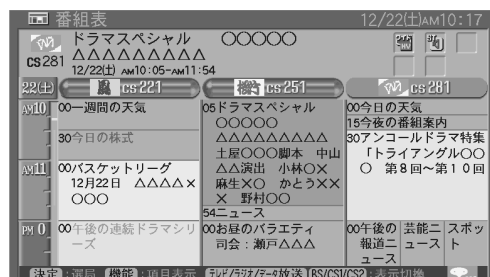 番組表 12/22(土)AM10:17
ドラマスペシャル ○○○○○
△△△△△△△△△
CS281 12/22(土) AM10:05-AM11:54
22(土) CS221 CS251 CS281
AM10
00一週間の天気
30今日の株式
AM11
00バスケットリーグ
12月22日 △△△△×
○○○
PM 0
00午後の連続ドラマシリ
ーズ
05ドラマスペシャル
○○○○○
△△△△△△△△△
土屋○○○脚本 中山
△△演出 小林○×
麻生×○ かとう××
× 野村○○
54ニュース
00お昼のバラエティ
司会:瀬戸△△△
00今日の天気
15今後の番組案内
30アンコールドラマ特集
「トライアングル○○
○ 第8回~第10回
00午後の
報道ニ
ュース
芸能ニ
ュース
スポッ
ト
決定:選局 機能:項目表示 テレビ/ラジオ/データ放送 BS/CS1/CS2:表示切換